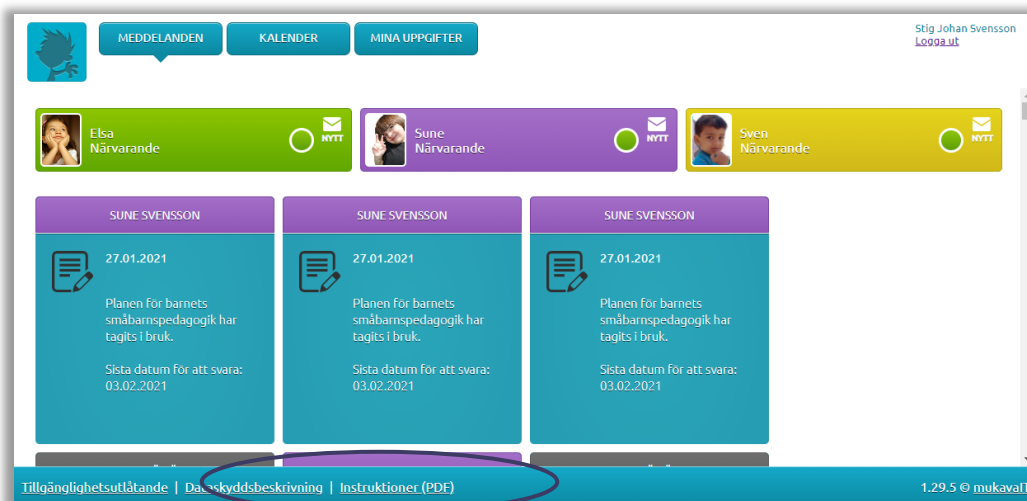 MEDDELANDEN
KALENDER
MINA UPPGIFTER
Stig Johan Svensson
Logga ut
Elsa
Närvarande
NYTT
Sune
Närvarande
NYTT
Sven
Närvarande
NYTT
SUNE SVENSSON
27.01.2021
Planen för barnets
småbarnspedagogik har
tagits i bruk.
Sista datum för att svara:
03.02.2021
SUNE SVENSSON
27.01.2021
Planen för barnets
småbarnspedagogik har
tagits i bruk.
Sista datum för att svara:
03.02.2021
SUNE SVENSSON
27.01.2021
Planen för barnets
småbarnspedagogik har
tagits i bruk.
Sista datum för att svara:
03.02.2021
Tillgänglighetsutlåtande | Dataskyddsbeskrivning | Instruktioner (PDF)
1.29.5 © mukavaIT